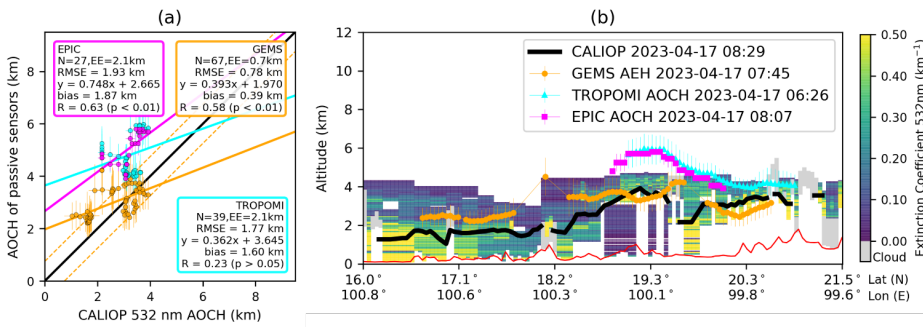 (a)
AOCH of passive sensors (km)
8
6
4
2
0
EPIC
N=27,EE=2.1km
RMSE = 1.93 km
y = 0.748x + 2.665
bias = 1.87 km
R = 0.63 (p < 0.01)
GEMS
N=67,EE=0.7km
RMSE = 0.78 km
y = 0.393x + 1.970
bias = 0.39 km
R = 0.58 (p < 0.01)
TROPOMI
N=39,EE=2.1km
RMSE = 1.77 km
y = 0.362x + 3.645
bias = 1.60 km
R = 0.23 (p > 0.05)
0 2 4 6 8
CALIOP 532 nm AOCH (km)
(b)
Altitude (km)
12
10
8
6
4
2
0
CALIOP 2023-04-17 08:29
GEMS AEH 2023-04-17 07:45
TROPOMI AOCH 2023-04-17 06:26
EPIC AOCH 2023-04-17 08:07
16.0 17.1 18.2 19.3 20.3 21.5 Lat (N)
100.8° 100.6° 100.3° 100.1° 99.8° 99.6° Lon (E)
0.50
0.40
0.30
0.20
0.10
0.00
Cloud
Extinction coefficient 532nm (km⁻¹)